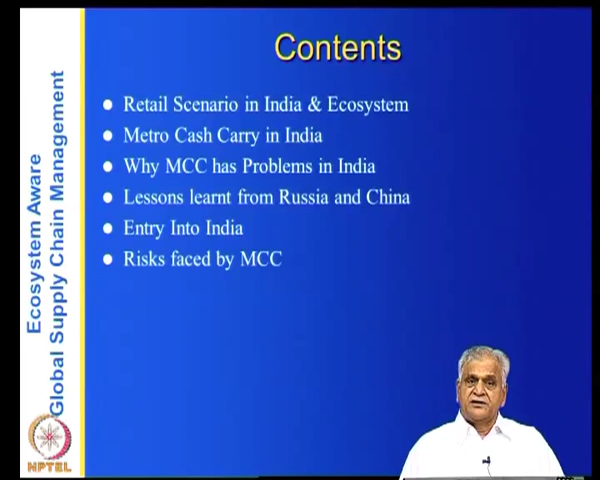 Contents
Retail Scenario in India & Ecosystem
Metro Cash Carry in India
Why MCC has Problems in India
Lessons learnt from Russia and China
Entry Into India
Risks faced by MCC
Ecosystem Aware
Global Supply Chain Management
NPTEL